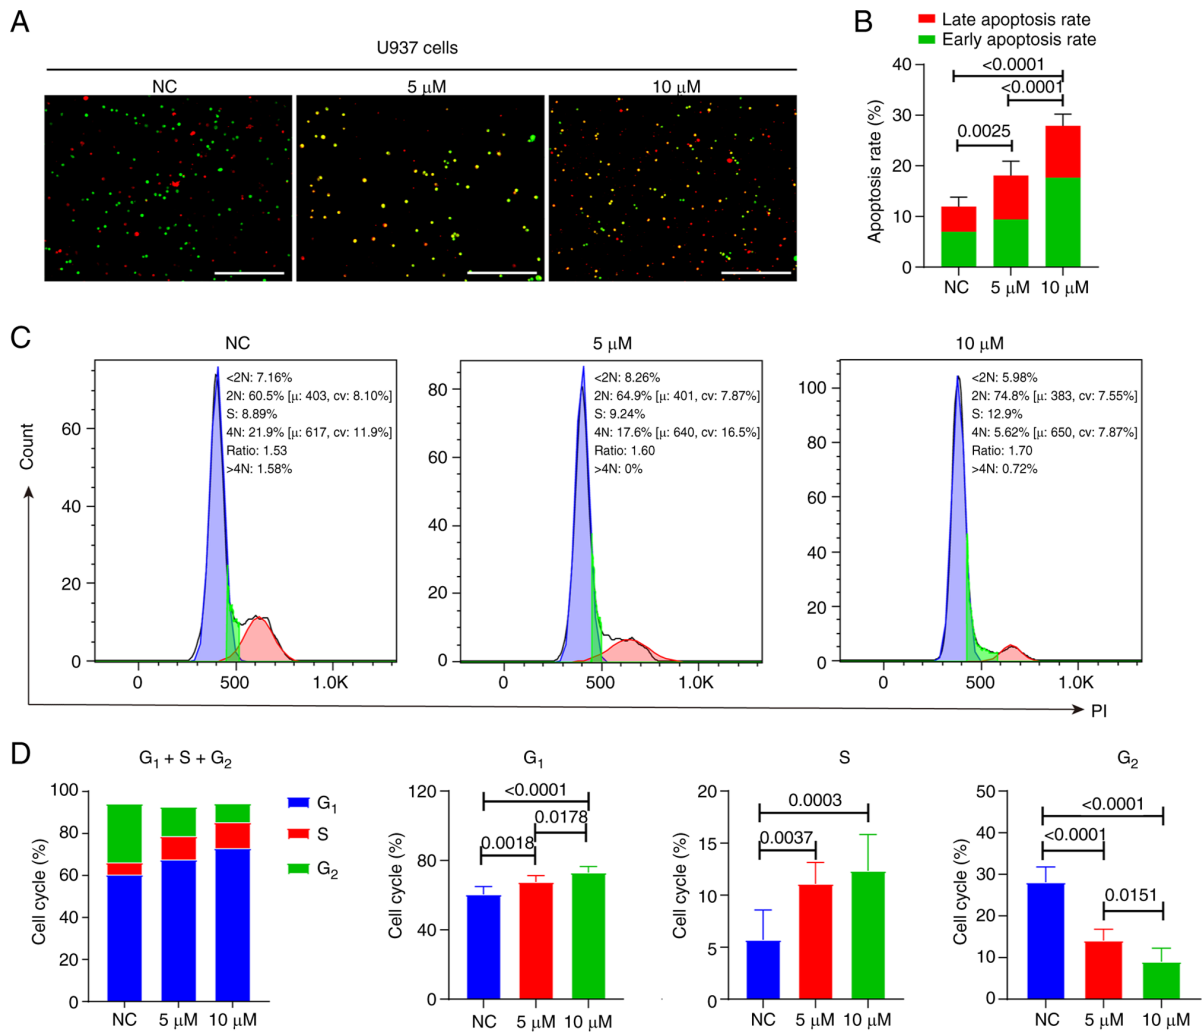 A
U937 cells
NC
5 μM
10 μM
B
Late apoptosis rate
Early apoptosis rate
Apoptosis rate (%)
40
30
20
10
0
<0.0001
<0.0001
0.0025
NC
5 μM
10 μM
C
NC
5 μM
10 μM
Count
60
40
20
0
0
500
1.0K
<2N: 7.16%
2N: 60.5% [μ: 403, cv: 8.10%]
S: 8.89%
4N: 21.9% [μ: 617, cv: 11.9%]
Ratio: 1.53
>4N: 1.58%
80
60
40
20
0
0
500
1.0K
<2N: 8.26%
2N: 64.9% [μ: 401, cv: 7.87%]
S: 9.24%
4N: 17.6% [μ: 640, cv: 16.5%]
Ratio: 1.60
>4N: 0%
100
80
60
40
20
0
0
500
1.0K
<2N: 5.98%
2N: 74.8% [μ: 383, cv: 7.55%]
S: 12.9%
4N: 5.62% [μ: 650, cv: 7.87%]
Ratio: 1.70
>4N: 0.72%
PI
D
G₁ + S + G₂
Cell cycle (%)
100
80
60
40
20
0
NC
5 μM
10 μM
G₁
S
G₂
G₁
Cell cycle (%)
120
80
40
0
<0.0001
0.0178
0.0018
NC
5 μM
10 μM
S
Cell cycle (%)
20
15
10
5
0
0.0003
0.0037
NC
5 μM
10 μM
G₂
Cell cycle (%)
50
40
30
20
10
0
<0.0001
<0.0001
0.0151
NC
5 μM
10 μM